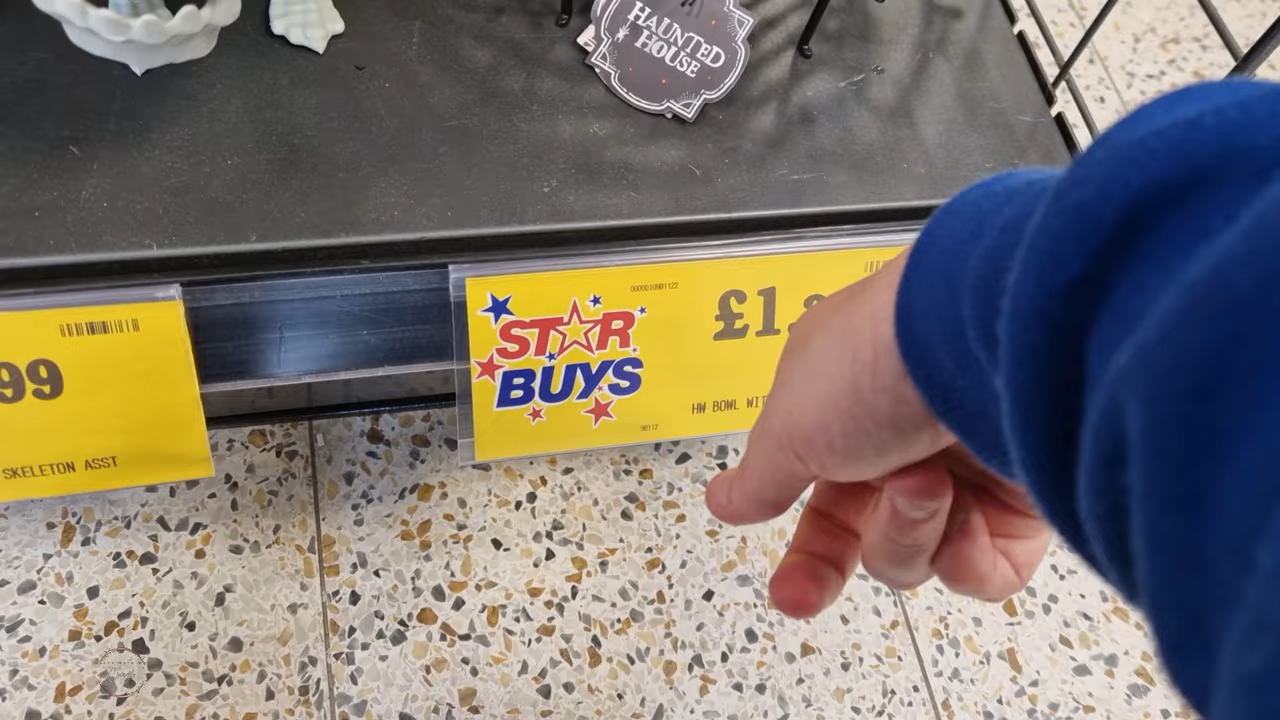 HAUNTED
HOUSE
0000010981122
£1.
STAR
BUYS
HW BOWL WIT
98112
99
SKELETON ASST